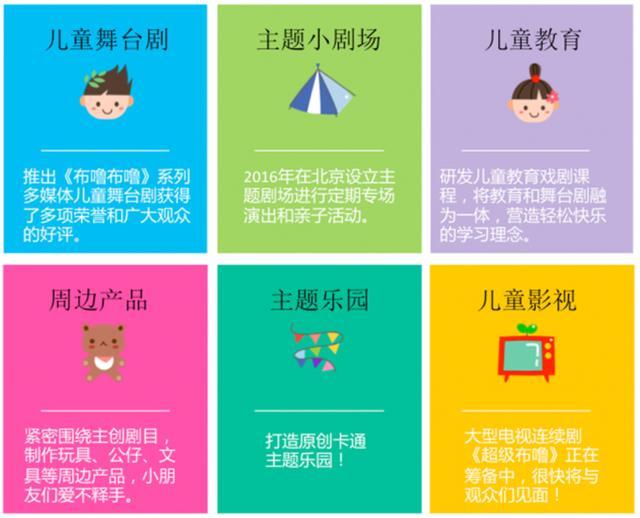 儿童舞台剧
推出《布噜布噜》系列
多媒体儿童舞台剧获得
了多项荣誉和广大观众
的好评。
主题小剧场
2016年在北京设立主
题剧场进行定期专场
演出和亲子活动。
儿童教育
研发儿童教育戏剧课
程，将教育和舞台剧融
为一体，营造轻松快乐
的学习理念。
周边产品
紧密围绕主创剧目，
制作玩具、公仔、文
具等周边产品，小朋
友们爱不释手。
主题乐园
打造原创卡通
主题乐园！
儿童影视
大型电视连续剧
《超级布噜》正在
筹备中，很快将与
观众们见面！